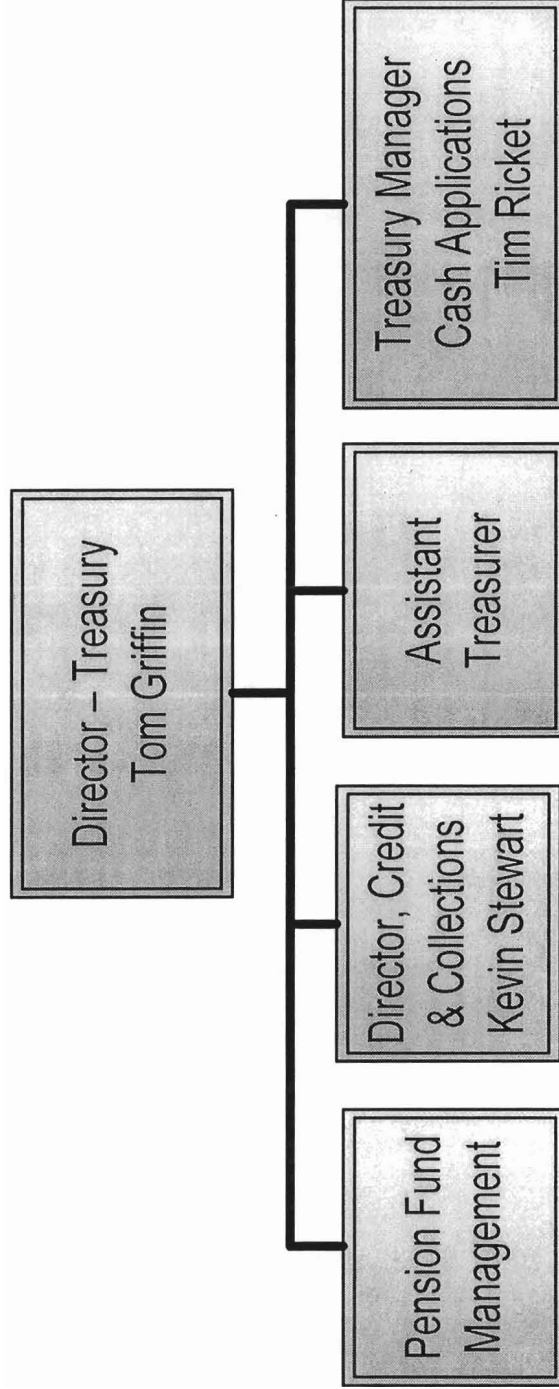 Director – Treasury
Tom Griffin
Pension Fund
Management
Director, Credit
& Collections
Kevin Stewart
Assistant
Treasurer
Treasury Manager
Cash Applications
Tim Ricket